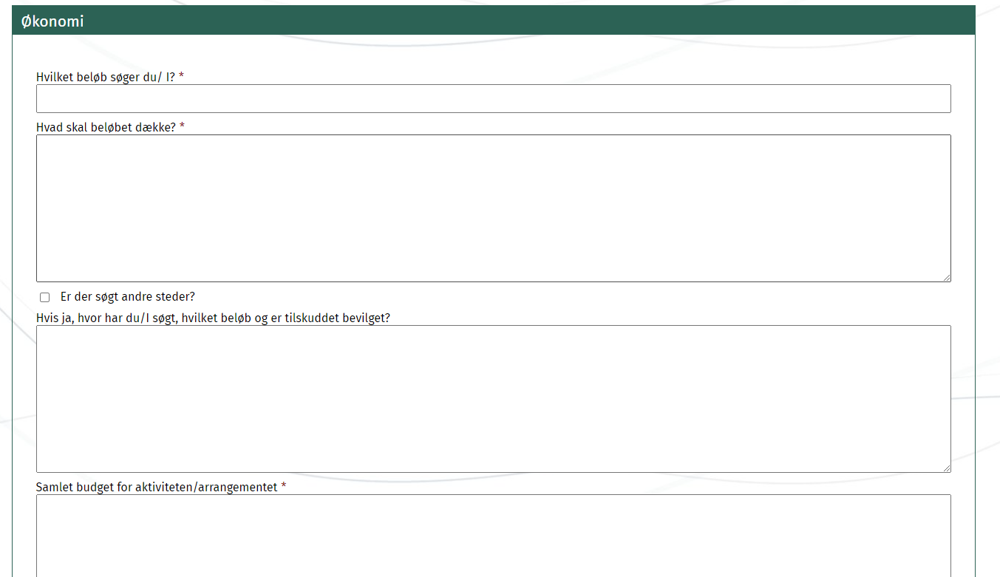 Økonomi
Hvilket beløb søger du/ I? *
Hvad skal beløbet dække? *
Er der søgt andre steder?
Hvis ja, hvor har du/I søgt, hvilket beløb og er tilskuddet bevilget?
Samlet budget for aktiviteten/arrangementet *